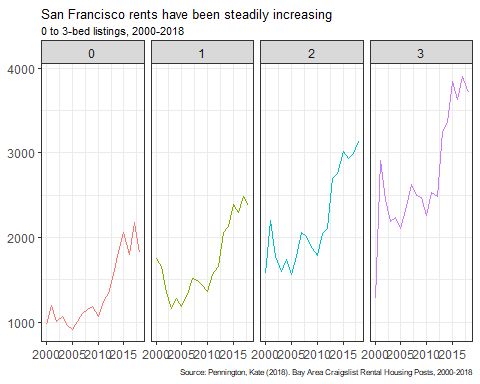 San Francisco rents have been steadily increasing
0 to 3-bed listings, 2000-2018
0 1 2 3
4000
3000
2000
1000
2000 2005 2010 2015 2000 2005 2010 2015 2000 2005 2010 2015 2000 2005 2010 2015
Source: Pennington, Kate (2018). Bay Area Craigslist Rental Housing Posts, 2000-2018